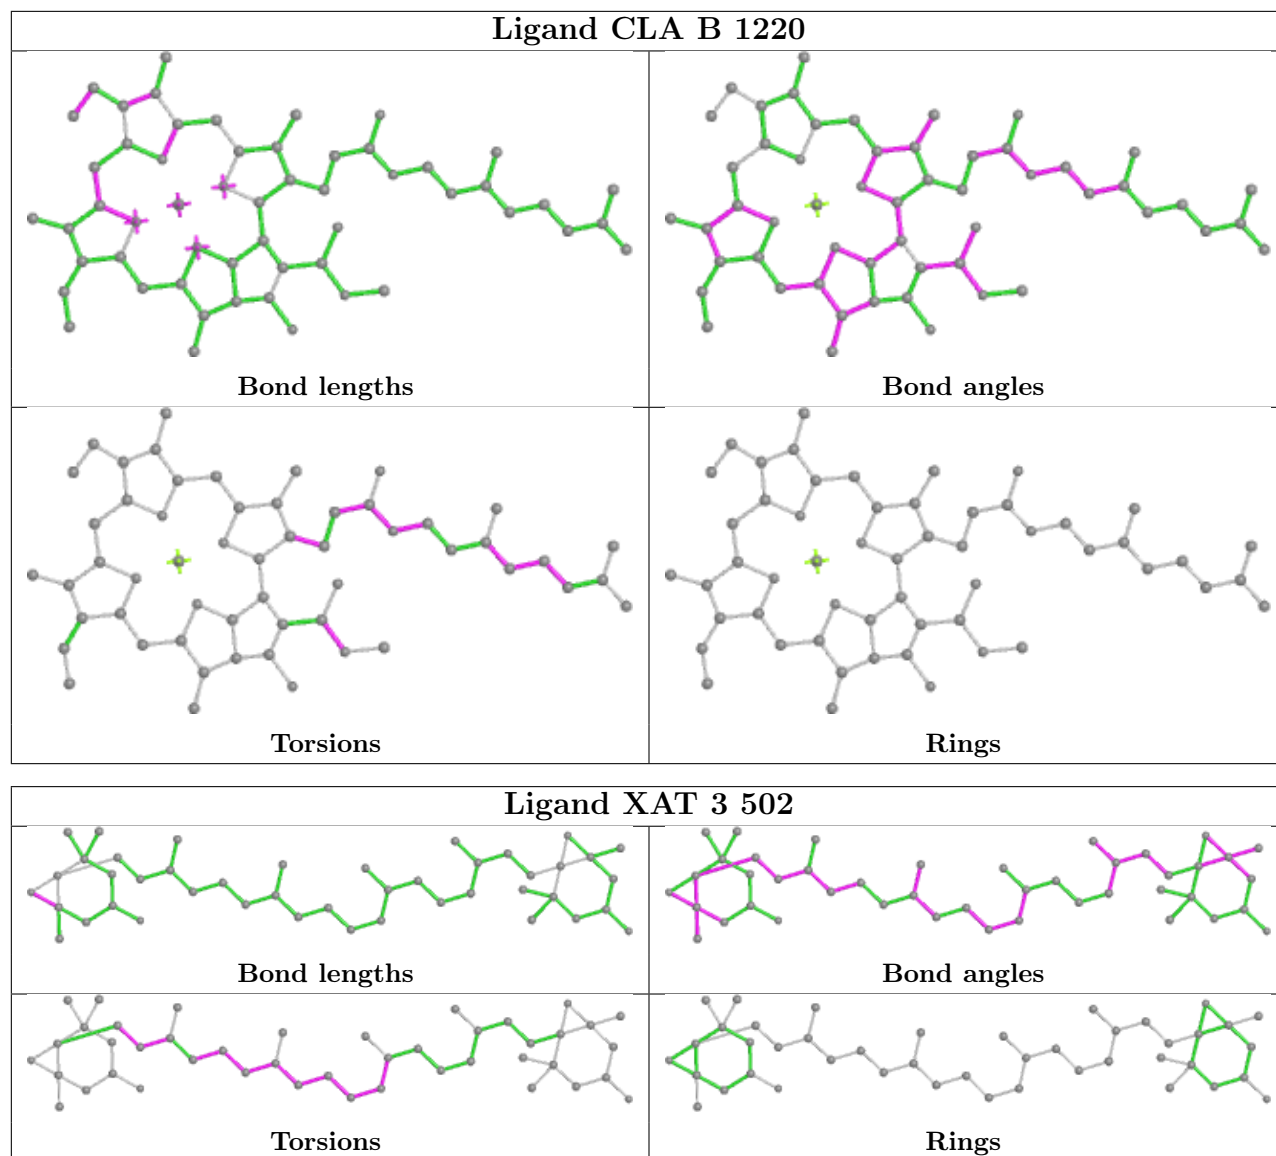 Ligand CLA B 1220
Bond lengths
Bond angles
Torsions
Rings
Ligand XAT 3 502
Bond lengths
Bond angles
Torsions
Rings